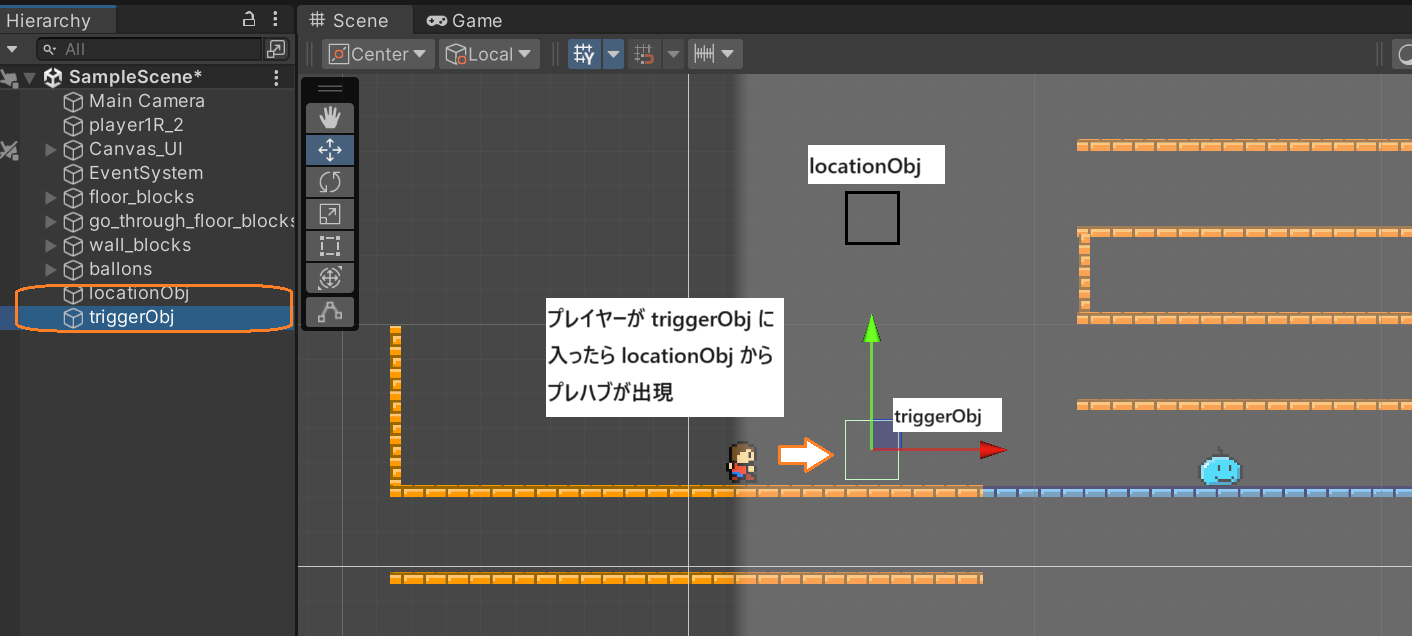 Hierarchy
All
SampleScene*
Main Camera
player1R_2
Canvas_UI
EventSystem
floor_blocks
go_through_floor_blocks
wall_blocks
ballons
locationObj
triggerObj
Scene
Game
Center
Local
locationObj
プレイヤーが triggerObj に
入ったら locationObj から
プレハブが出現
triggerObj